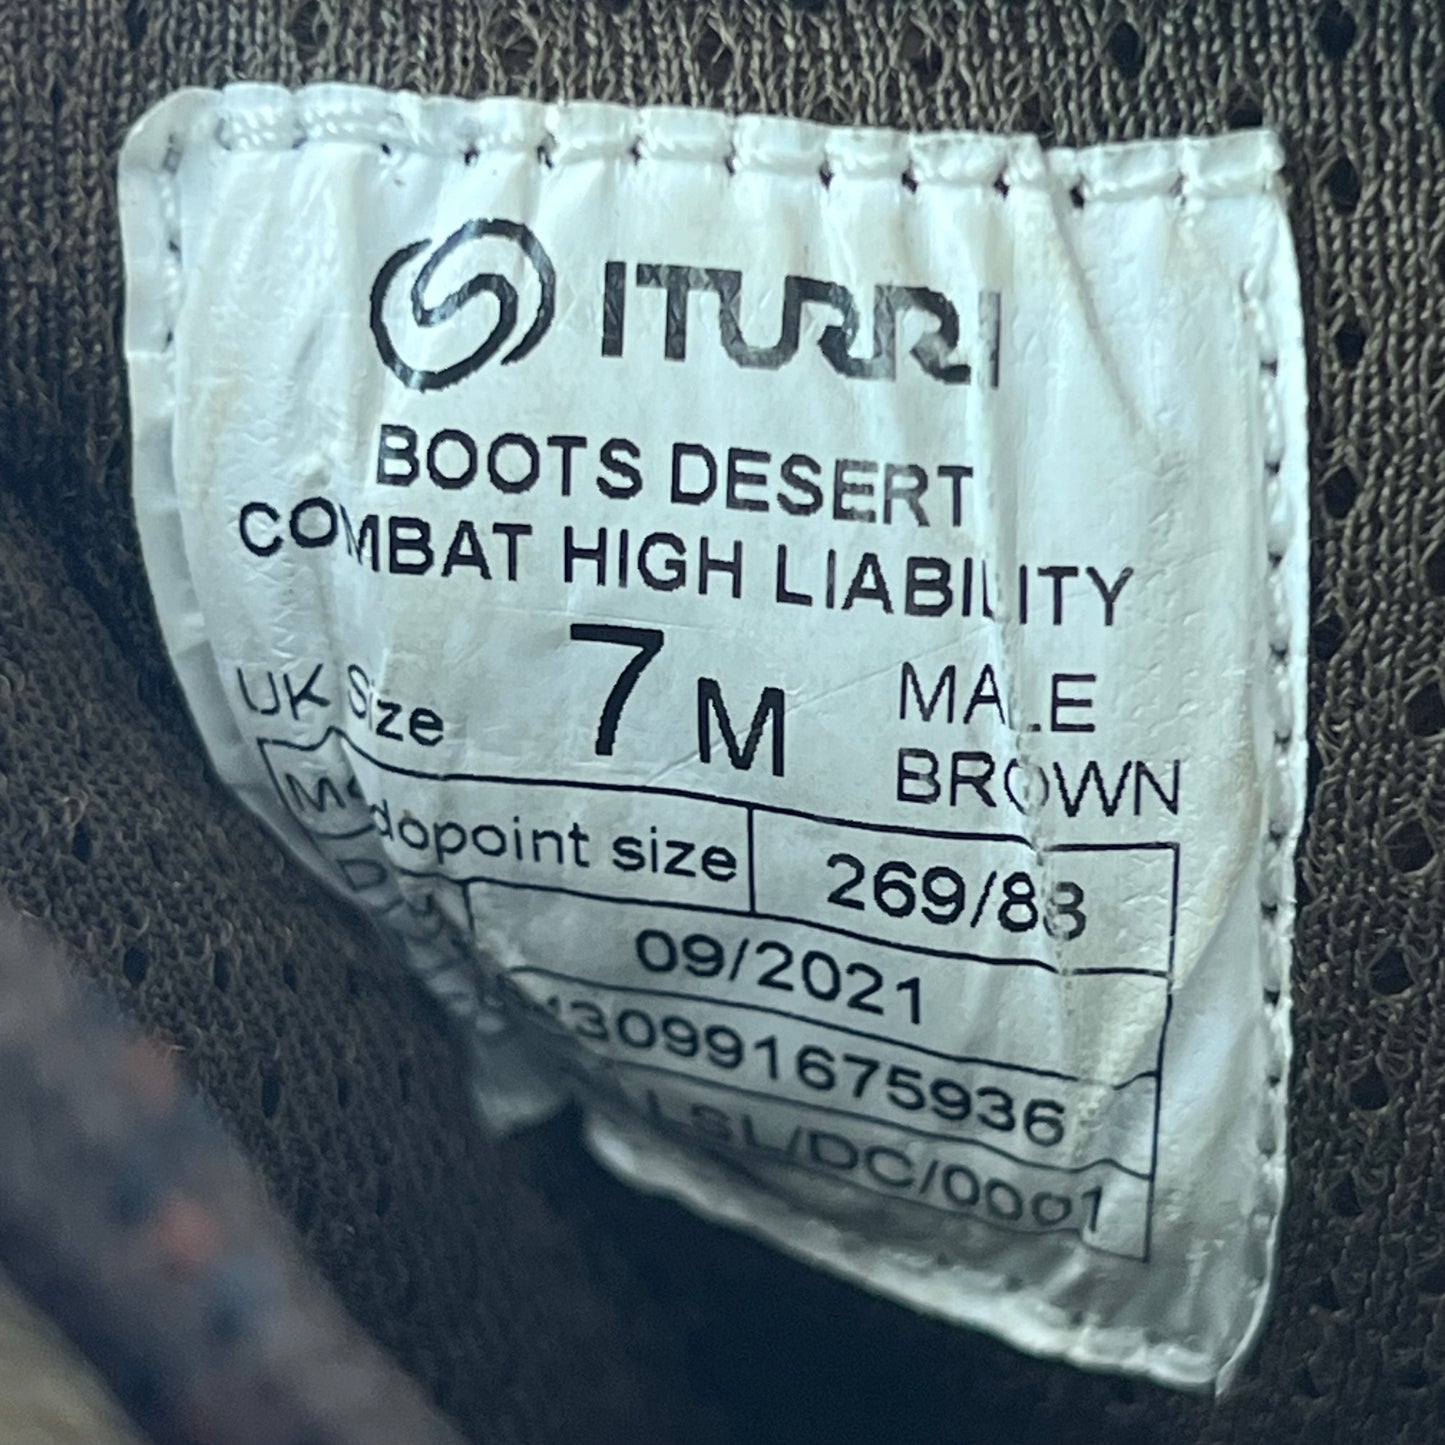 ITURRI
BOOTS DESERT
COMBAT HIGH LIABILITY
UK Size 7 M MALE
BROWN
Mondopoint size 269/88
09/2021
30991675936
LSL/DC/0001